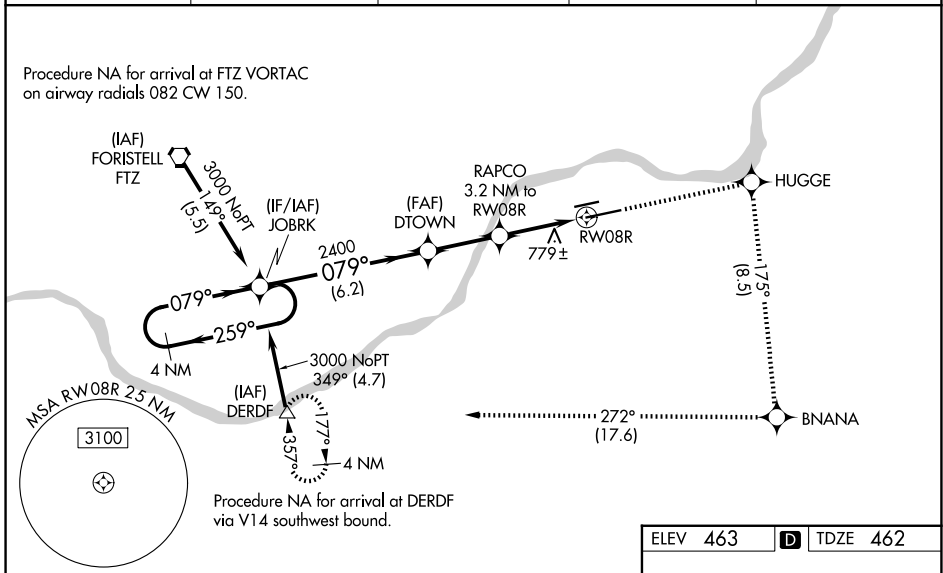 Procedure NA for arrival at FTZ VORTAC
on airway radials 082 CW 150.
(IAF)
FORISTELL
FTZ
3000 NoPT
149°
(5.5)
(IF/IAF)
JOBRK
2400
079°
(6.2)
(FAF)
DTOWN
RAPCO
3.2 NM to
RW08R
779±
RW08R
HUGGE
175°
(8.5)
079°
259°
4 NM
3000 NoPT
349° (4.7)
(IAF)
DERDF
177°
357°
4 NM
272°
(17.6)
BNANA
MSA RW08R 25 NM
3100
Procedure NA for arrival at DERDF
via V14 southwest bound.
ELEV 463 D TDZE 462